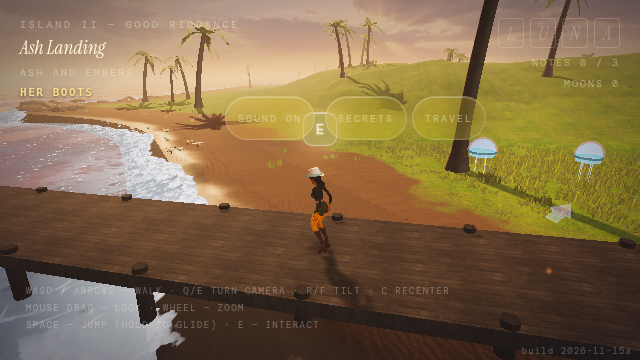 ISLAND II — GOOD RIDDANCE
Ash Landing
ASH AND EMBERS
HER BOOTS
LUNA
NOTES 0 / 3
MOONS 0
SOUND ON
SECRETS
TRAVEL
E
WASD / ARROWS — WALK · Q/E TURN CAMERA · R/F TILT · C RECENTER
MOUSE DRAG — LOOK · WHEEL — ZOOM
SPACE — JUMP (HOLD TO GLIDE) · E — INTERACT
build 2026-11-15a